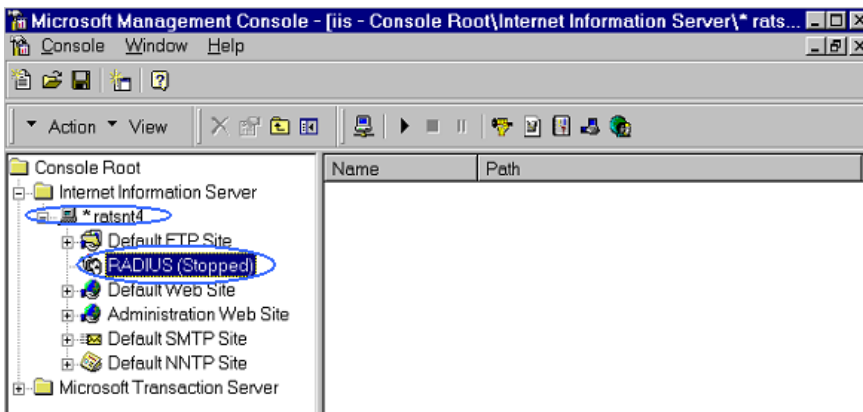 Microsoft Management Console - [iis - Console Root\Internet Information Server\* rats...
Console Window Help
Action View
Console Root
Internet Information Server
* ratsnt4
Default FTP Site
RADIUS (Stopped)
Default Web Site
Administration Web Site
Default SMTP Site
Default NNTP Site
Microsoft Transaction Server
Name Path